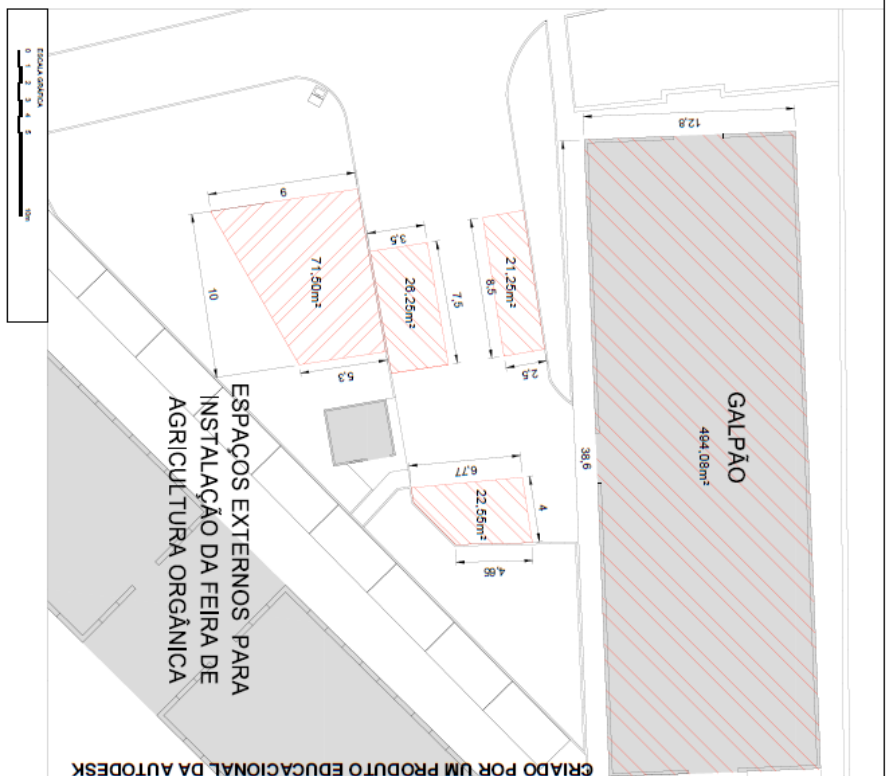 ESCALA GRÁFICA
0 1 2 3 4 5 10m
12,8
9
3,5
71,50m²
26,25m²
21,25m²
7,5
8,5
10
5,3
2,5
GALPÃO
494,08m²
38,6
6,77
4
22,55m²
4,65
ESPAÇOS EXTERNOS PARA
INSTALAÇÃO DA FEIRA DE
AGRICULTURA ORGÂNICA
CRIADO POR UM PRODUTO EDUCACIONAL DA AUTODESK